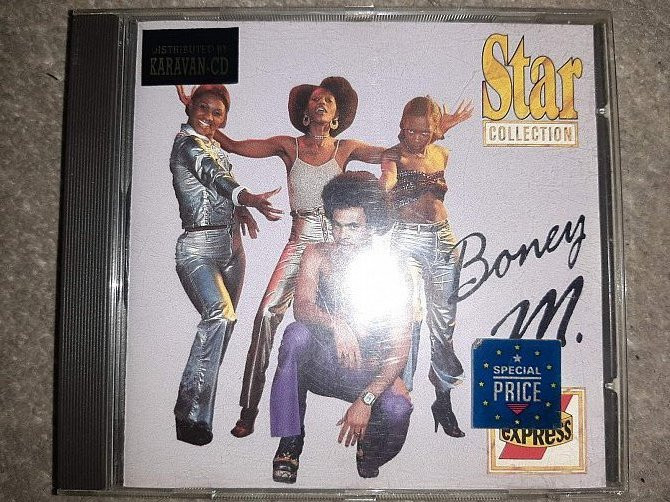 DISTRIBUTED BY
KARAVAN-CD
Star
COLLECTION
Boney
M.
SPECIAL
PRICE
EXPRESS